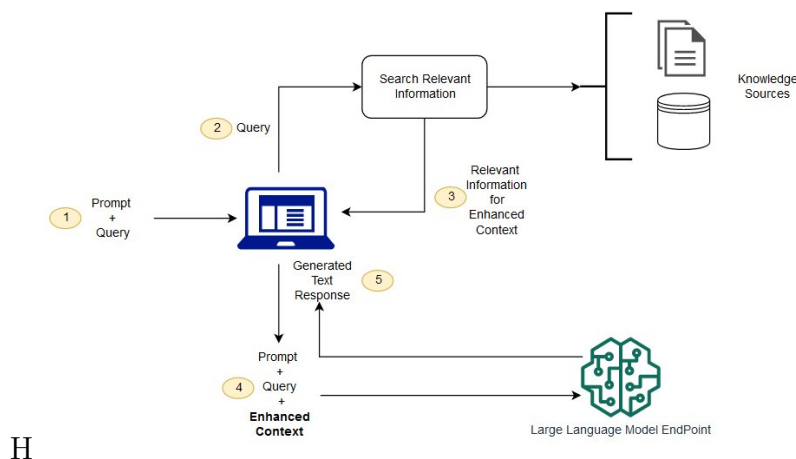 Search Relevant
Information
Knowledge
Sources
2 Query
3 Relevant
Information
for
Enhanced
Context
1 Prompt
+
Query
Generated
Text
Response
5
4 Prompt
+
Query
+
Enhanced
Context
Large Language Model EndPoint
H